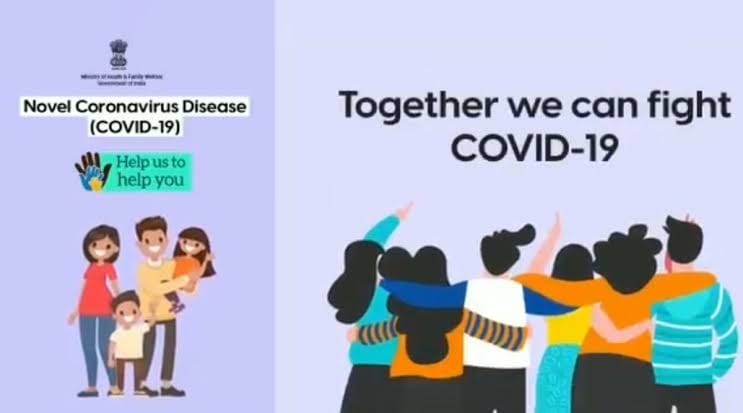 Ministry of Health & Family Welfare
Government of India
Novel Coronavirus Disease
(COVID-19)
Help us to
help you
Together we can fight
COVID-19